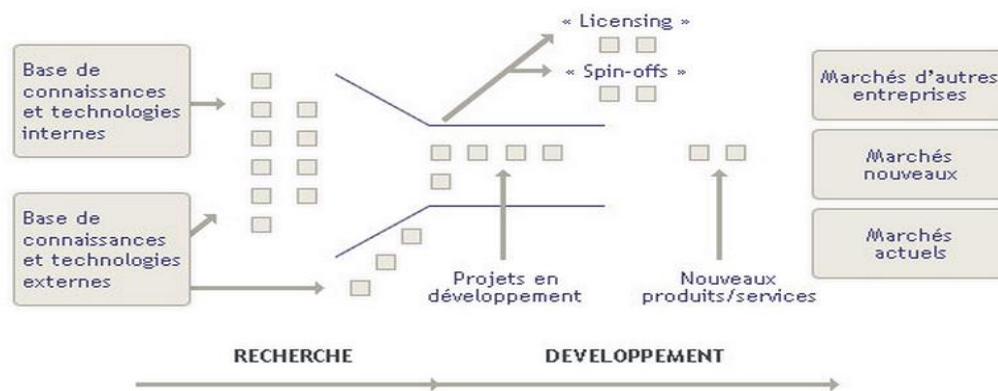 « Licensing »
« Spin-offs »
Base de
connaissances
et technologies
internes
Base de
connaissances
et technologies
externes
Projets en
développement
Nouveaux
produits/services
Marchés d'autres
entreprises
Marchés
nouveaux
Marchés
actuels
RECHERCHE
DEVELOPPEMENT